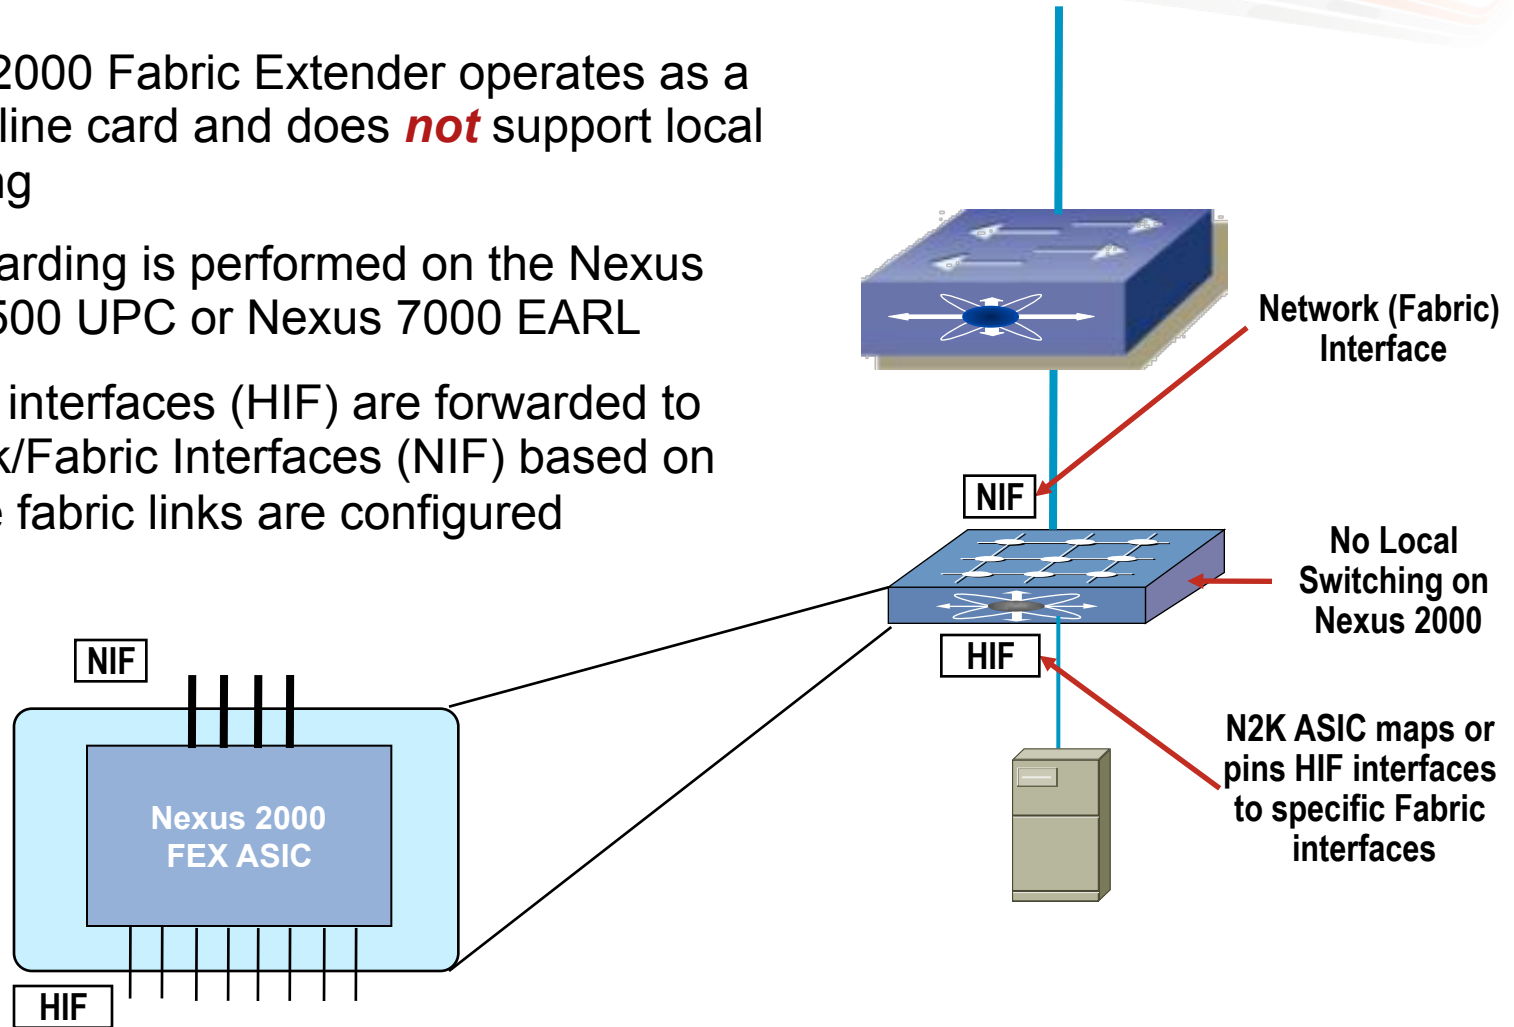 2000 Fabric Extender operates as a
line card and does not support local
ng
arding is performed on the Nexus
500 UPC or Nexus 7000 EARL
interfaces (HIF) are forwarded to
k/Fabric Interfaces (NIF) based on
e fabric links are configured
Network (Fabric)
Interface
NIF
No Local
Switching on
Nexus 2000
HIF
N2K ASIC maps or
pins HIF interfaces
to specific Fabric
interfaces
NIF
Nexus 2000
FEX ASIC
HIF